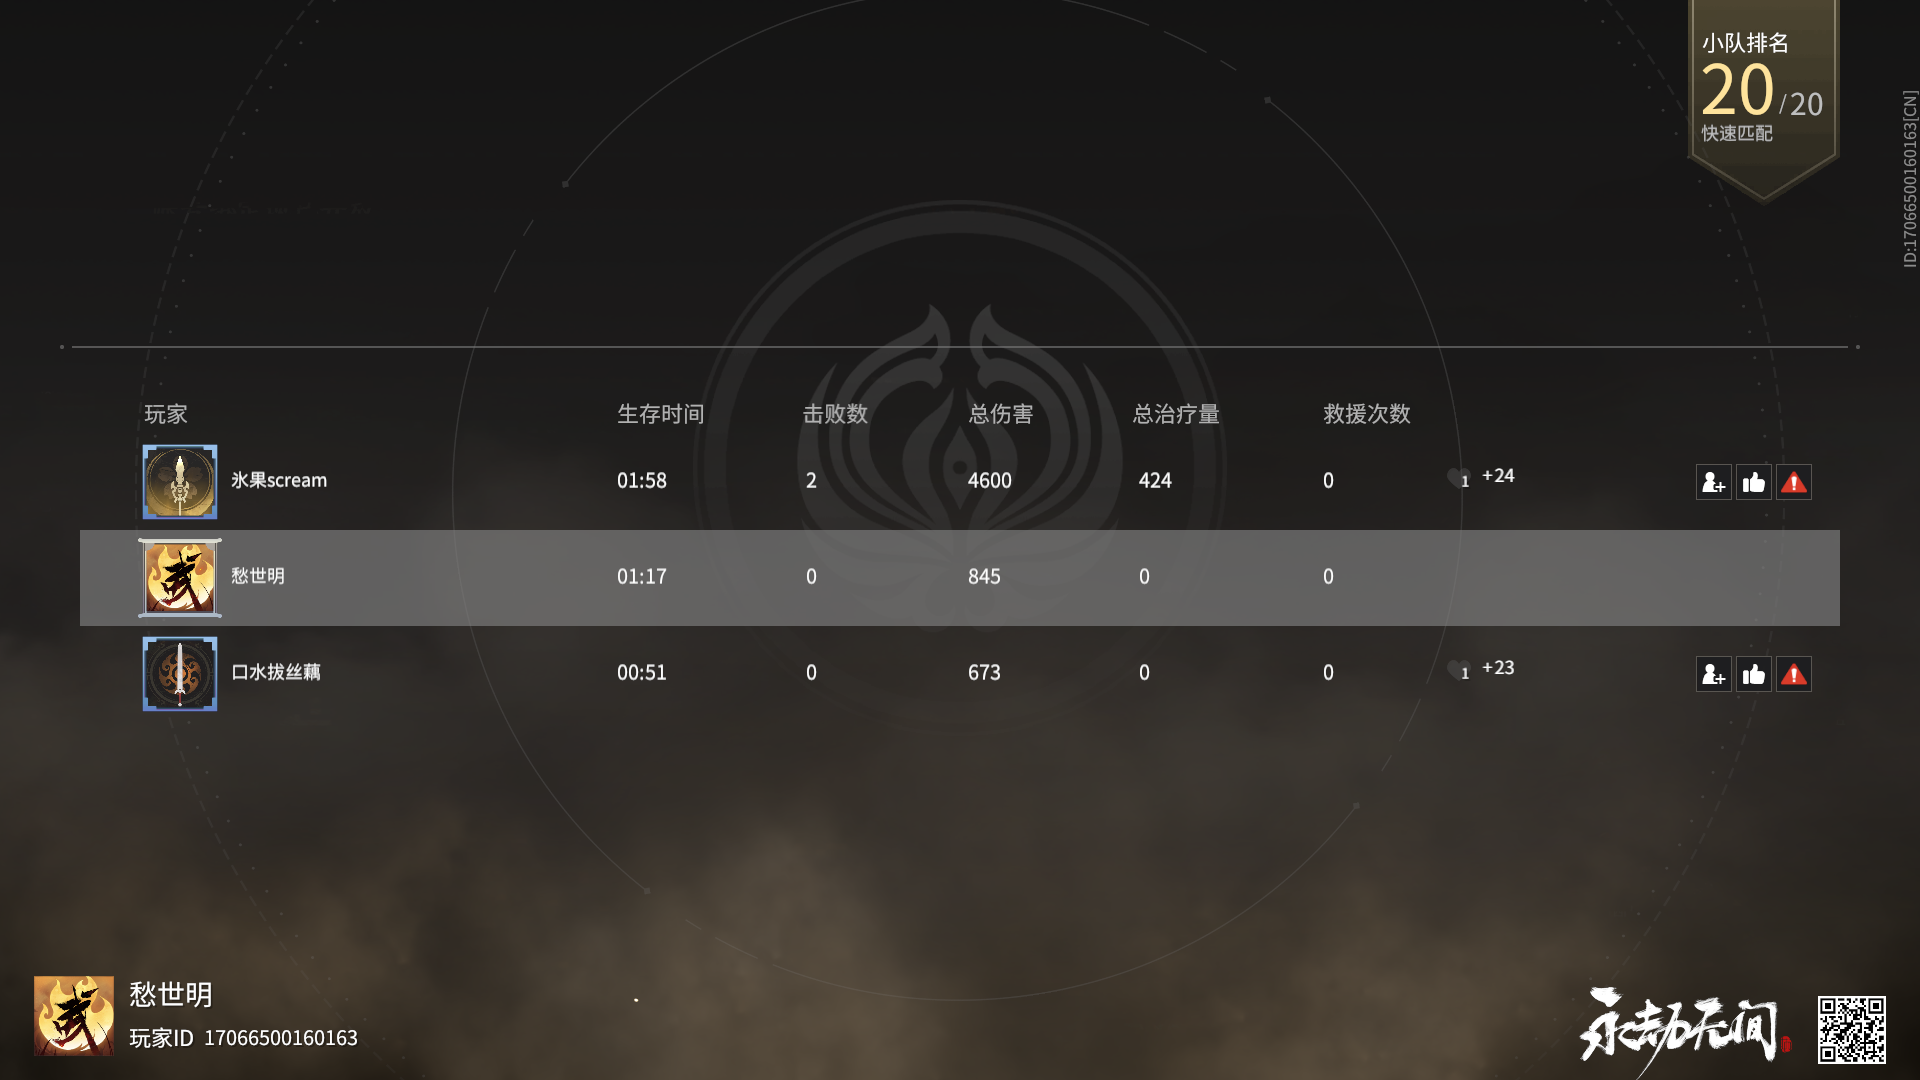 小队排名
20/20
快速匹配
ID:17066500160163[CN]
玩家 生存时间 击败数 总伤害 总治疗量 救援次数
氷果scream 01:58 2 4600 424 0 1 +24
愁世明 01:17 0 845 0 0
口水拔丝藕 00:51 0 673 0 0 1 +23
武
愁世明
玩家ID 17066500160163
永劫无间